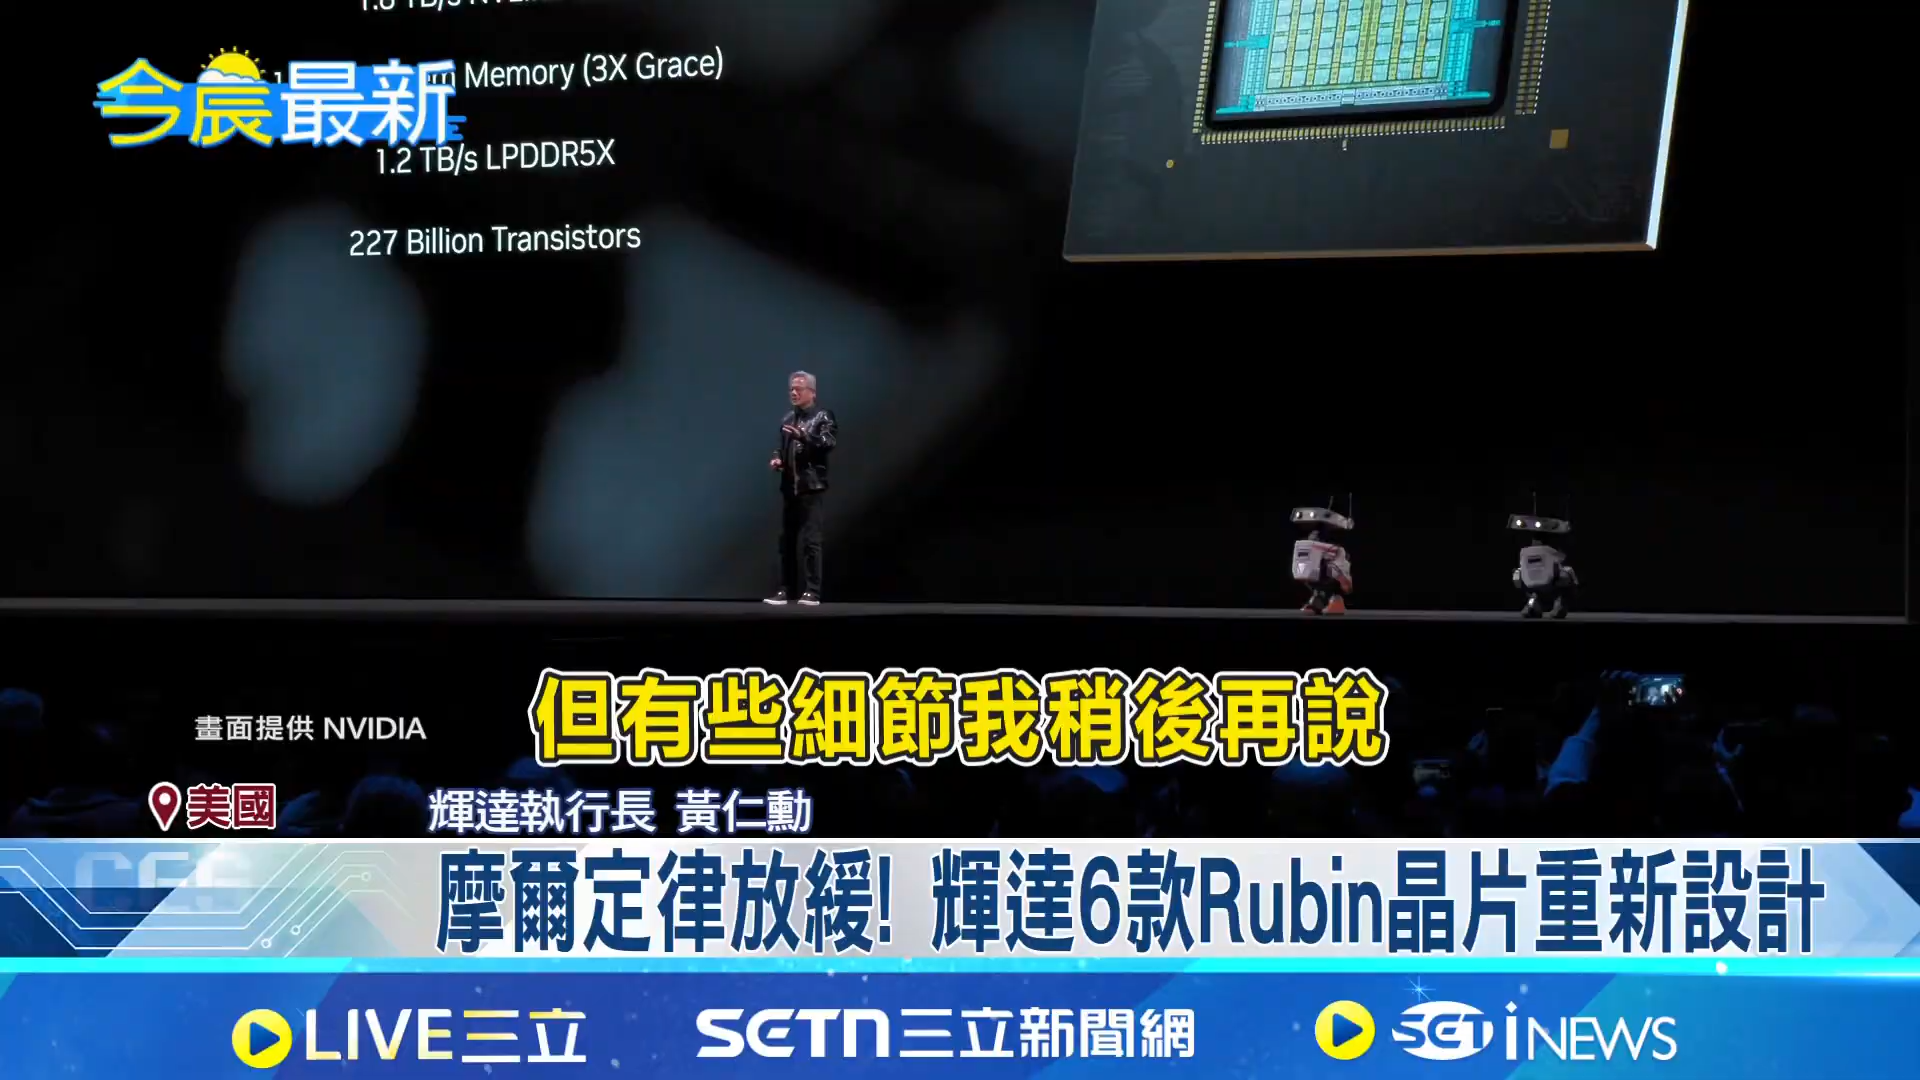 今晨最新
Memory (3X Grace)
1.2 TB/s LPDDR5X
227 Billion Transistors
但有些細節我稍後再說
畫面提供 NVIDIA
美國
輝達執行長 黃仁勳
摩爾定律放緩! 輝達6款Rubin晶片重新設計
CES
LIVE三立
SETN三立新聞網
SETiNEWS